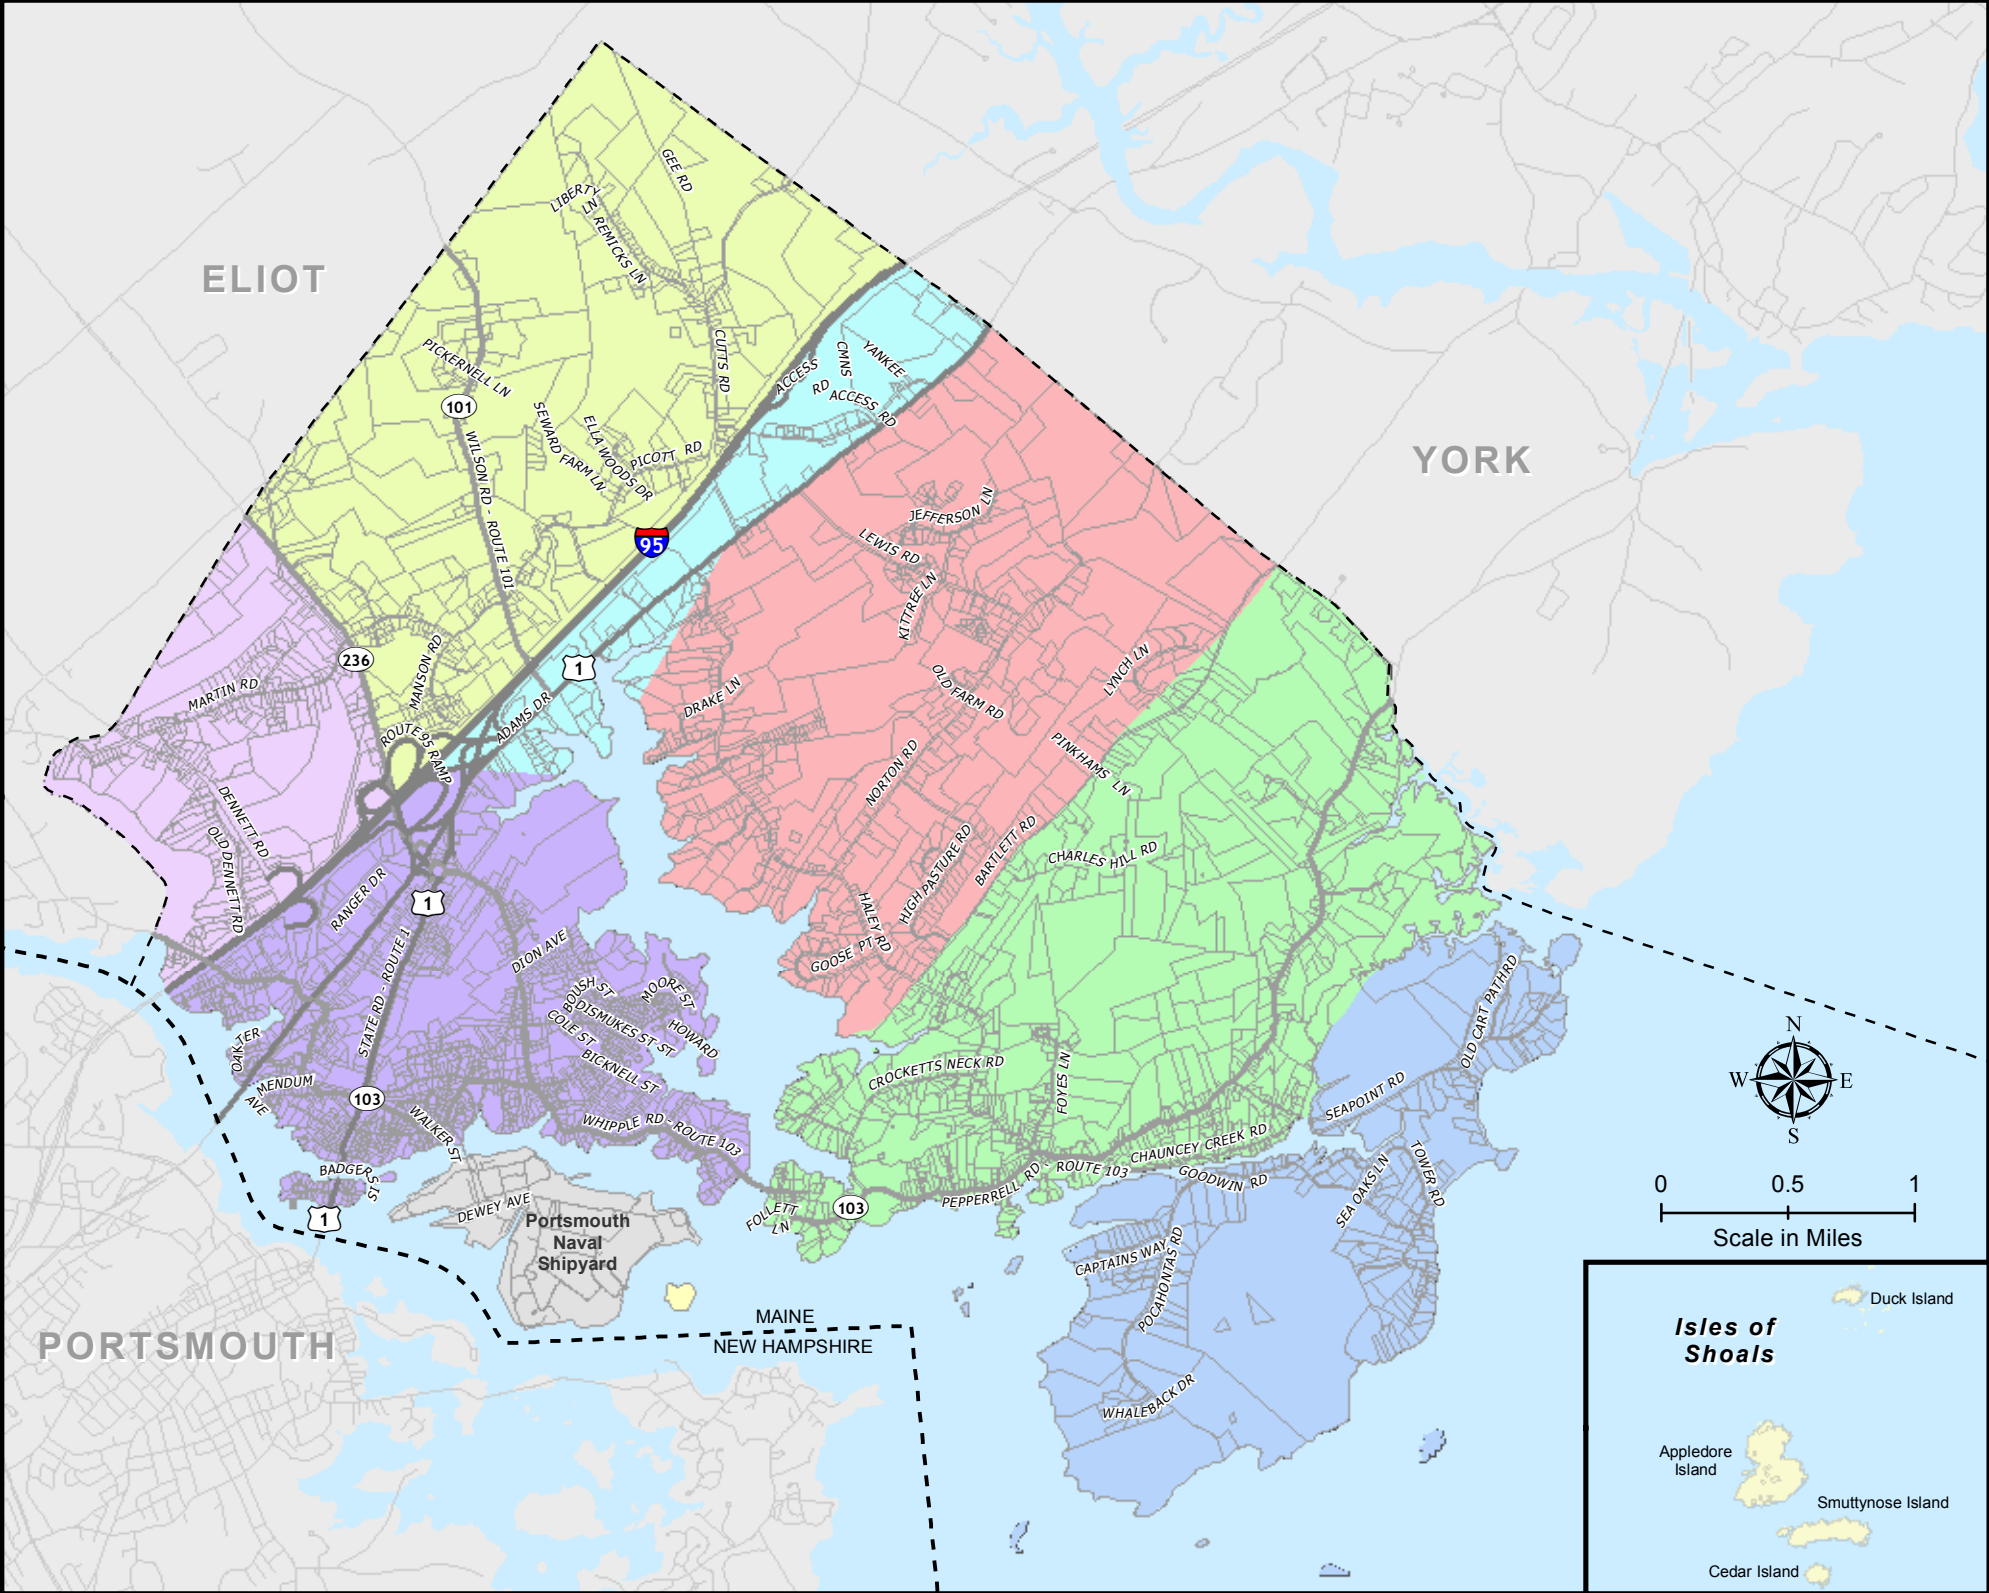 ELIOT
YORK
PORTSMOUTH
GEE RD
LIBERTY
LN
REMICKS LN
CUTTS RD
PICKERNELL LN
101
SEWARD FARM LN
ELLA WOODS DR
PICOTT RD
WILSON RD - ROUTE 101
ACCESS
RD
CMNS
YANKEE
ACCESS RD
95
JEFFERSON LN
LEWIS RD
KITTREE LN
236
MANSON RD
MARTIN RD
1
ADAMS DR
ROUTE 95 RAMP
DRAKE LN
OLD FARM RD
LYNCH LN
NORTON RD
PINKHAMS LN
DENNETT RD
OLD DENNETT RD
RANGER DR
1
HIGH PASTURE RD
BARTLETT RD
CHARLES HILL RD
HALEY RD
GOOSE PT
STATE RD - ROUTE 1
DION AVE
BOUSH ST
MOORE ST
DISMUKES ST
ST
COLE ST
HOWARD
BICKNELL ST
OLD CART PATH RD
OAK TER
MENDUM
AVE
103
WALKER ST
WHIPPLE RD - ROUTE 103
CROCKETTS NECK RD
FOYES LN
SEAPOINT RD
BADGERS
IS
1
DEWEY AVE
Portsmouth
Naval
Shipyard
FOLLETT
LN
103
PEPPERRELL RD - ROUTE 103
CHAUNCEY CREEK RD
GOODWIN RD
SEA OAKS LN
TOWER RD
CAPTAINS WAY
POCAHONTAS RD
WHALEBACK DR
MAINE
NEW HAMPSHIRE
N
W
E
S
0
0.5
1
Scale in Miles
Isles of
Shoals
Duck Island
Appledore
Island
Smuttynose Island
Cedar Island